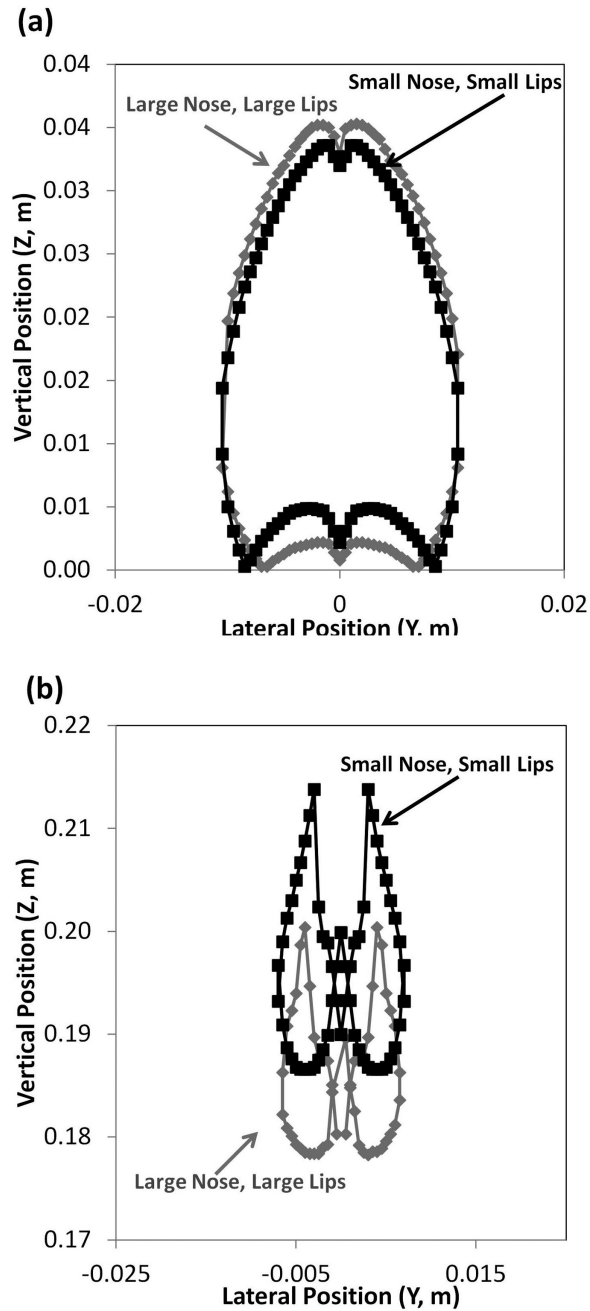 (a)
0.04
Small Nose, Small Lips
Large Nose, Large Lips
0.04
0.03
0.03
0.02
0.02
0.01
0.01
0.00
Vertical Position (Z, m)
-0.02
0
0.02
Lateral Position (Y, m)
(b)
0.22
Small Nose, Small Lips
0.21
0.20
0.19
0.18
Large Nose, Large Lips
0.17
Vertical Position (Z, m)
-0.025
-0.005
0.015
Lateral Position (Y, m)